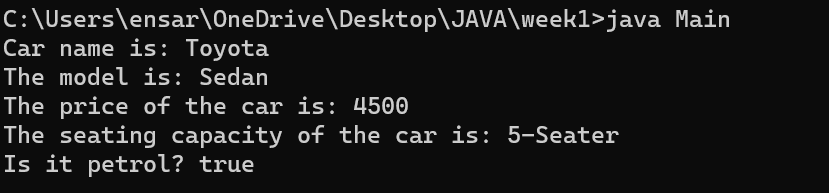 C:\Users\ensar\OneDrive\Desktop\JAVA\week1>java Main
Car name is: Toyota
The model is: Sedan
The price of the car is: 4500
The seating capacity of the car is: 5-Seater
Is it petrol? true